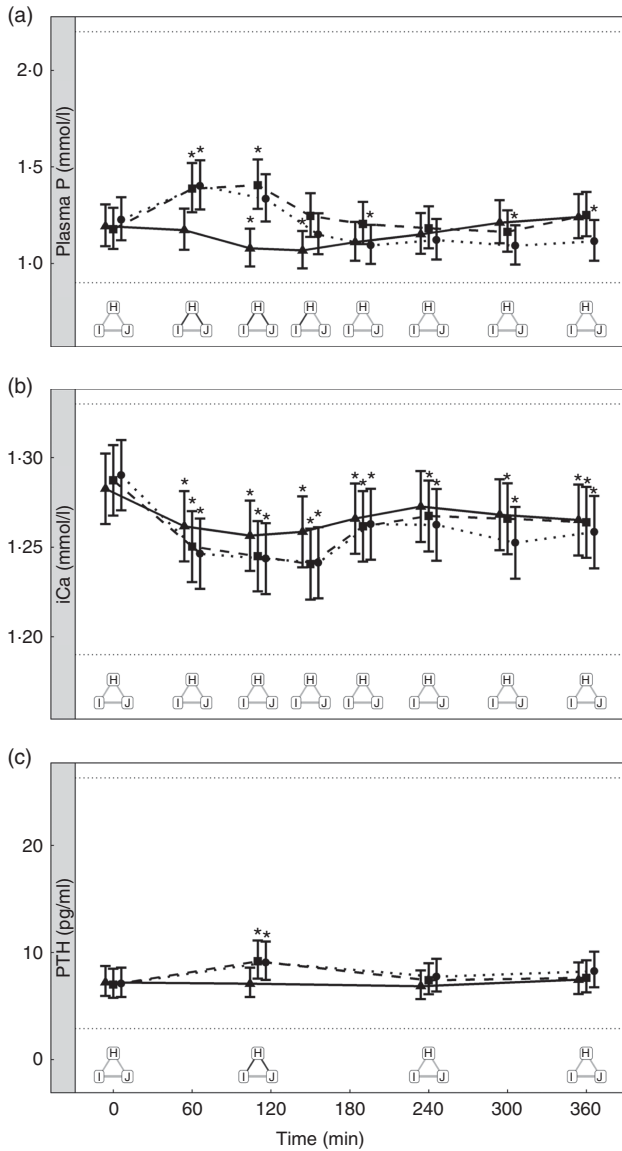 (a)
Plasma P (mmol/l)
2·0
1·5
1·0
* * * * * * * *
H H H H H H H H
I J I J I J I J I J I J I J I J
(b)
iCa (mmol/l)
1·30
1·25
1·20
* * * * * * * * * * * * * * * * * * *
H H H H H H H H
I J I J I J I J I J I J I J I J
(c)
PTH (pg/ml)
20
10
0
* *
H H H H
I J I J I J I J
0 60 120 180 240 300 360
Time (min)